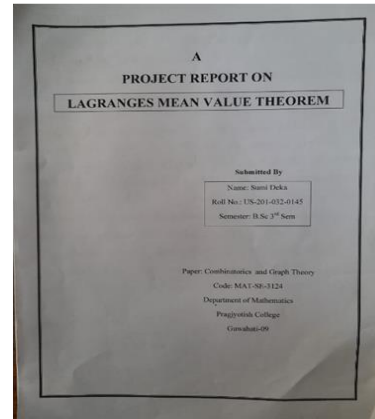 A
PROJECT REPORT ON
LAGRANGES MEAN VALUE THEOREM
Submitted By
Name: Sumi Deka
Roll No.: US-201-032-0145
Semester: B.Sc 3rd Sem
Paper: Combinatorics and Graph Theory
Code: MAT-SE-3124
Department of Mathematics
Pragjyotish College
Guwahati-09